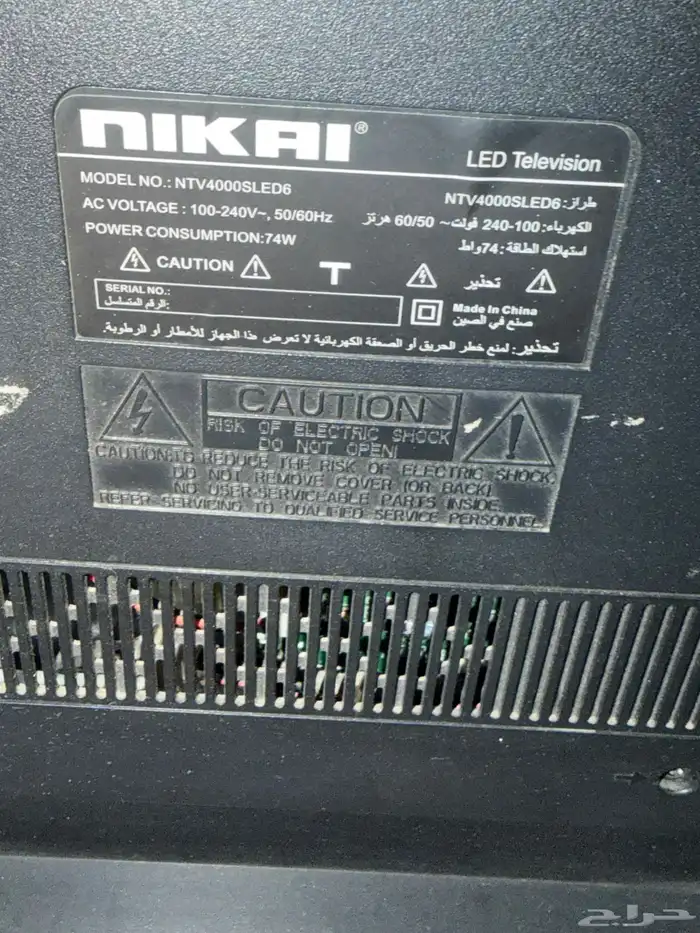 NIKAI®
LED Television
MODEL NO.: NTV4000SLED6
طراز: NTV4000SLED6
AC VOLTAGE : 100-240V~, 50/60Hz
الكهرباء: 100-240 فولت~ 60/50 هرتز
POWER CONSUMPTION:74W
استهلاك الطاقة: 74واط
CAUTION
T
تحذير
SERIAL NO.:
الرقم المتسلسل:
Made In China
صنع في الصين
تحذير: لمنع خطر الحريق أو الصعقة الكهربائية لا تعرض هذا الجهاز للأمطار أو الرطوبة.
CAUTION
RISK OF ELECTRIC SHOCK
DO NOT OPEN!
CAUTION:TO REDUCE THE RISK OF ELECTRIC SHOCK,
DO NOT REMOVE COVER (OR BACK)
NO USER-SERVICEABLE PARTS INSIDE
REFER SERVICING TO QUALIFIED SERVICE PERSONNEL
حراج